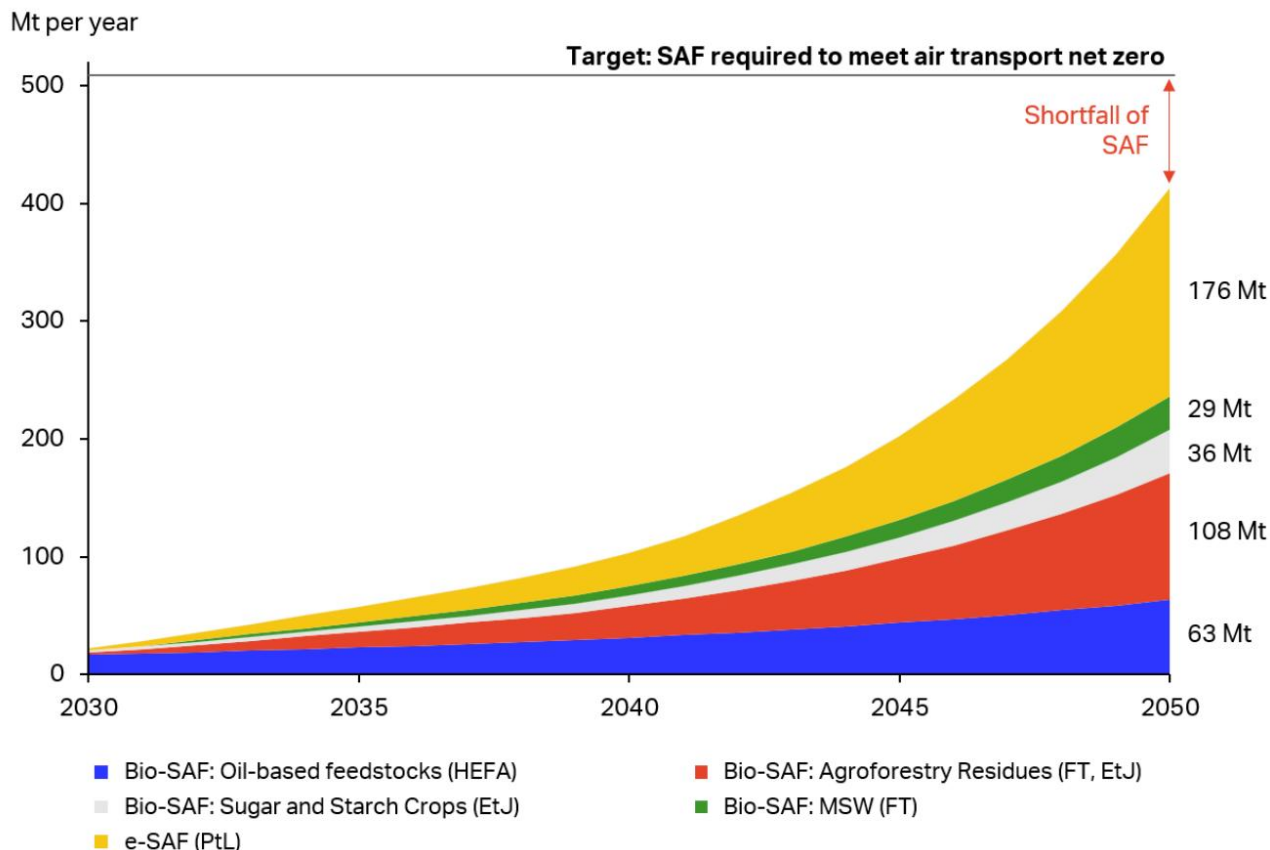 Mt per year
Target: SAF required to meet air transport net zero
500
Shortfall of
SAF
400
176 Mt
300
29 Mt
200
36 Mt
108 Mt
100
63 Mt
0
2030 2035 2040 2045 2050
Bio-SAF: Oil-based feedstocks (HEFA) Bio-SAF: Agroforestry Residues (FT, EtJ)
Bio-SAF: Sugar and Starch Crops (EtJ) Bio-SAF: MSW (FT)
e-SAF (PtL)